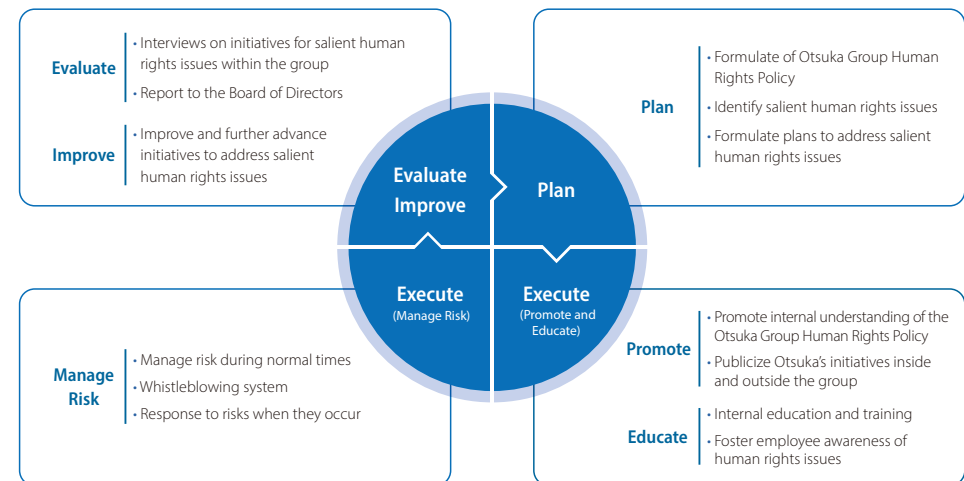 Evaluate
• Interviews on initiatives for salient human
rights issues within the group
• Report to the Board of Directors
Improve
• Improve and further advance
initiatives to address salient
human rights issues
Plan
• Formulate of Otsuka Group Human
Rights Policy
• Identify salient human rights issues
• Formulate plans to address salient
human rights issues
Evaluate
Improve
Plan
Execute
(Manage Risk)
Execute
(Promote and
Educate)
Manage
Risk
• Manage risk during normal times
• Whistleblowing system
• Response to risks when they occur
Promote
• Promote internal understanding of the
Otsuka Group Human Rights Policy
• Publicize Otsuka's initiatives inside
and outside the group
Educate
• Internal education and training
• Foster employee awareness of
human rights issues